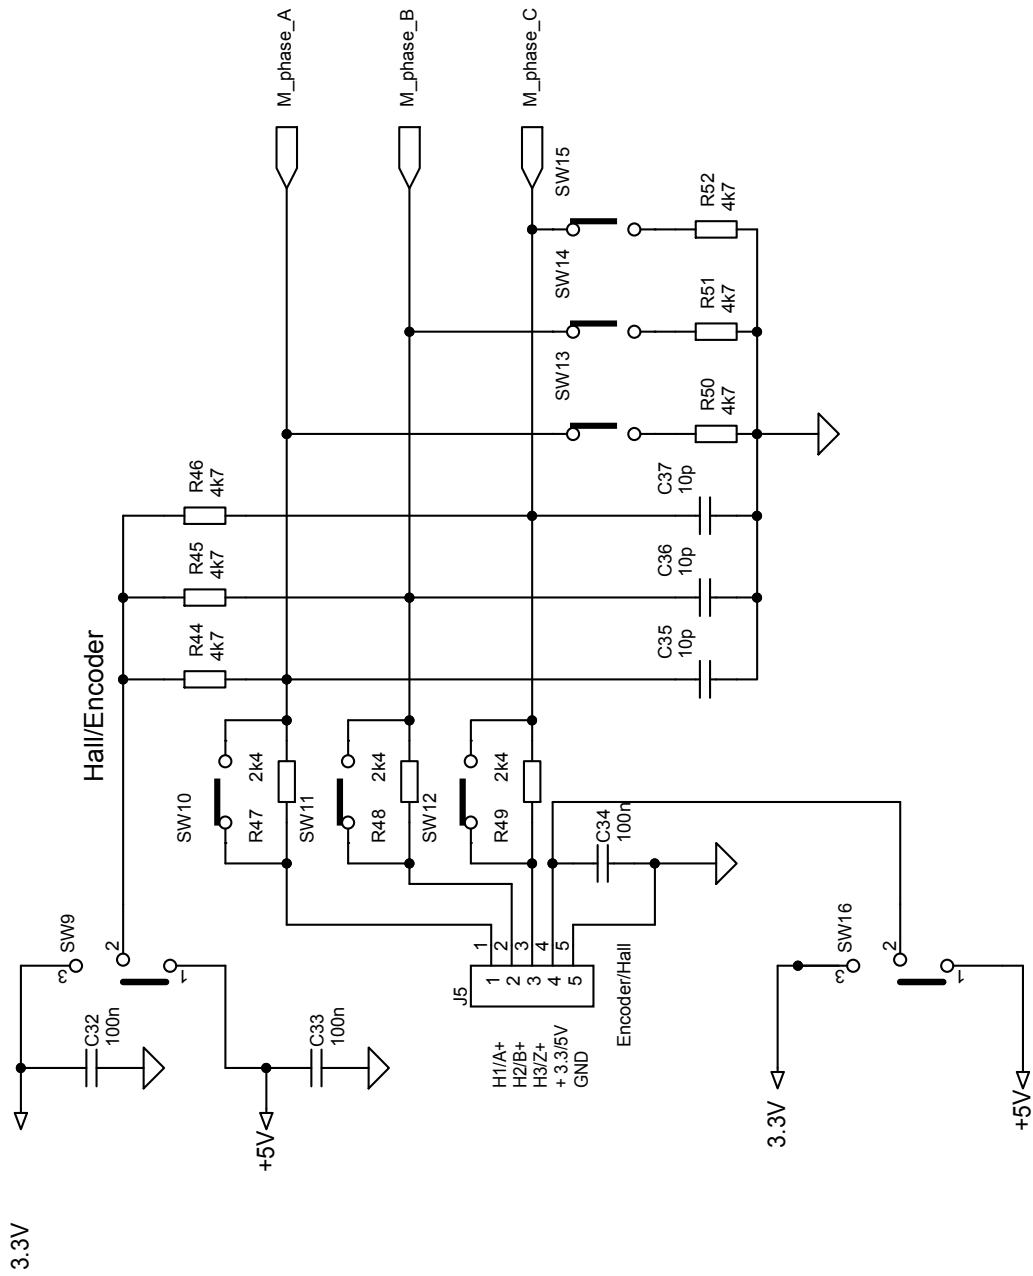 M_phase_A
M_phase_B
M_phase_C
SW15
SW14
SW13
R52
4k7
R51
4k7
R50
4k7
R46
4k7
R45
4k7
R44
4k7
C37
10p
C36
10p
C35
10p
Hall/Encoder
SW10
R47
2k4
SW11
R48
2k4
SW12
R49
2k4
C34
100n
SW9
3
2
1
C32
100n
C33
100n
3.3V
+5V
J5
1
2
3
4
5
1
2
3
4
5
H1/A+
H2/B+
H3/Z+
+ 3.3/5V
GND
Encoder/Hall
SW16
3
2
1
3.3V
+5V